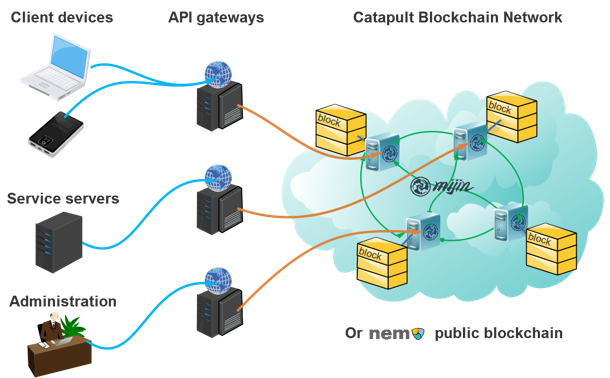 Client devices
API gateways
Catapult Blockchain Network
block
block
mijin
Service servers
block
block
Administration
Or nem public blockchain